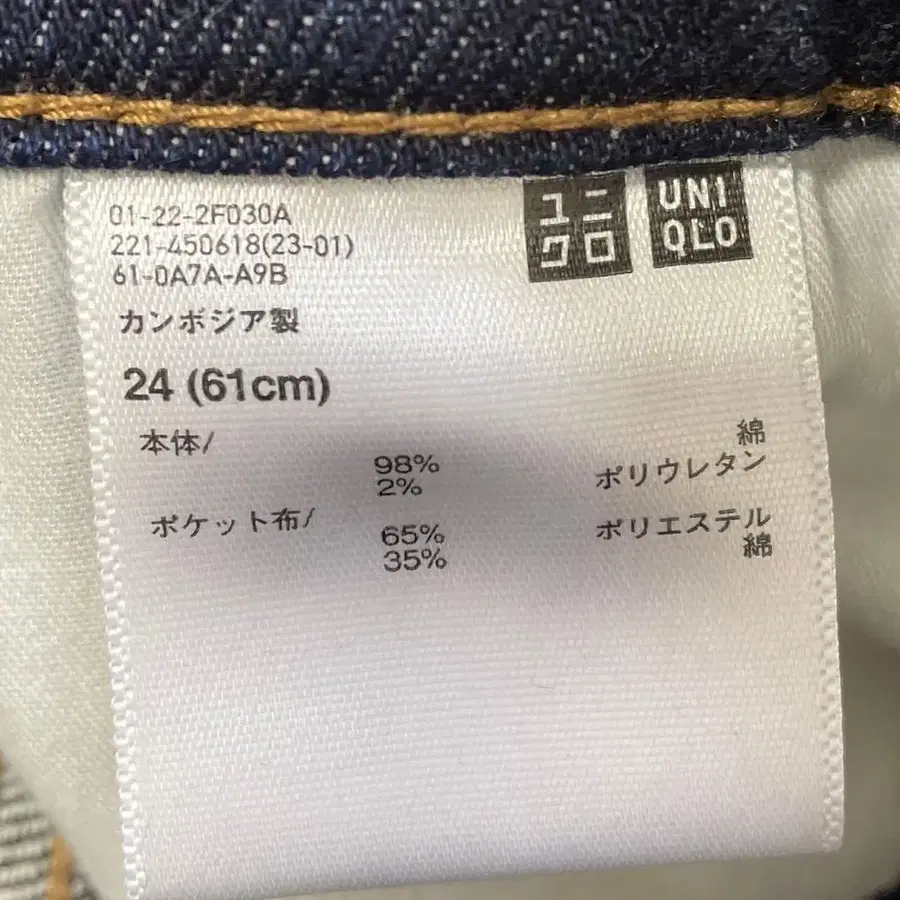 01-22-2F030A
221-450618(23-01)
61-0A7A-A9B
ユニ
クロ
UNI
QLO
カンボジア製
24 (61cm)
本体/
98% 綿
2% ポリウレタン
ポケット布/
65% ポリエステル
35% 綿